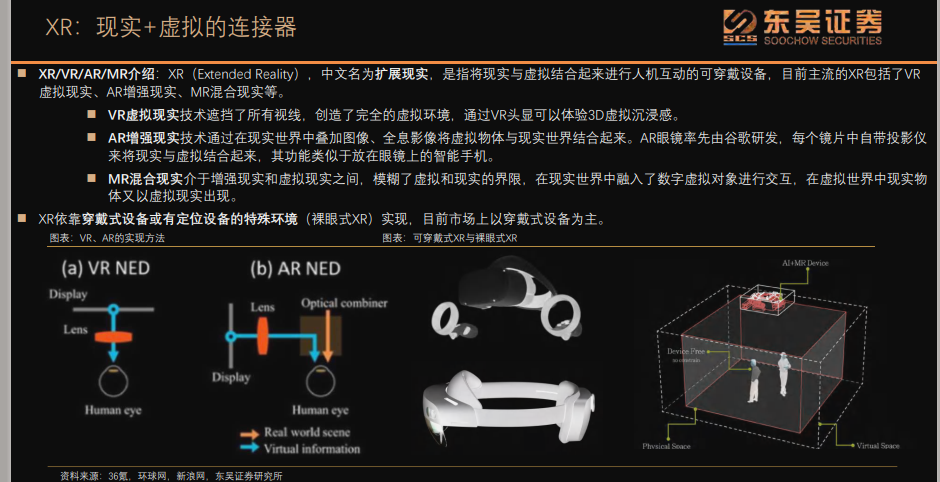 XR：现实+虚拟的连接器
SCS
东吴证券
SOOCHOW SECURITIES
XR/VR/AR/MR介绍：XR（Extended Reality），中文名为扩展现实，是指将现实与虚拟结合起来进行人机互动的可穿戴设备，目前主流的XR包括了VR
虚拟现实、AR增强现实、MR混合现实等。
VR虚拟现实技术遮挡了所有视线，创造了完全的虚拟环境，通过VR头显可以体验3D虚拟沉浸感。
AR增强现实技术通过在现实世界中叠加图像、全息影像将虚拟物体与现实世界结合起来。AR眼镜率先由谷歌研发，每个镜片中自带投影仪
来将现实与虚拟结合起来，其功能类似于放在眼镜上的智能手机。
MR混合现实介于增强现实和虚拟现实之间，模糊了虚拟和现实的界限，在现实世界中融入了数字虚拟对象进行交互，在虚拟世界中现实物
体又以虚拟现实出现。
XR依靠穿戴式设备或有定位设备的特殊环境（裸眼式XR）实现，目前市场上以穿戴式设备为主。
图表：VR、AR的实现方法
图表：可穿戴式XR与裸眼式XR
(a) VR NED
Display
Lens
Human eye
(b) AR NED
Lens
Optical combiner
Display
Human eye
Real world scene
Virtual information
AI+MR Device
Device Free
no constrain
Physical Space
Virtual Space
资料来源：36氪，环球网，新浪网，东吴证券研究所